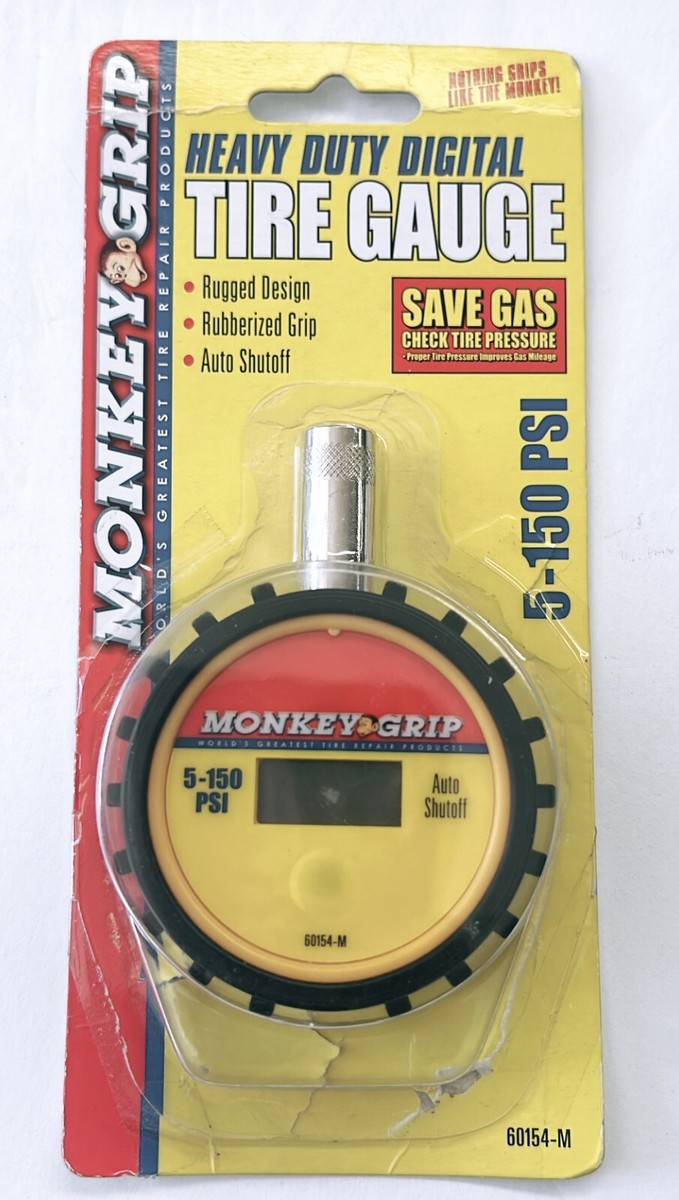 NOTHING GRIPS
LIKE THE MONKEY!
HEAVY DUTY DIGITAL
TIRE GAUGE
• Rugged Design
• Rubberized Grip
• Auto Shutoff
SAVE GAS
CHECK TIRE PRESSURE
• Proper Tire Pressure Improves Gas Mileage
5-150 PSI
MONKEY GRIP
WORLD'S GREATEST TIRE REPAIR PRODUCTS
MONKEY GRIP
WORLD'S GREATEST TIRE REPAIR PRODUCTS
5-150
PSI
Auto
Shutoff
60154-M
60154-M